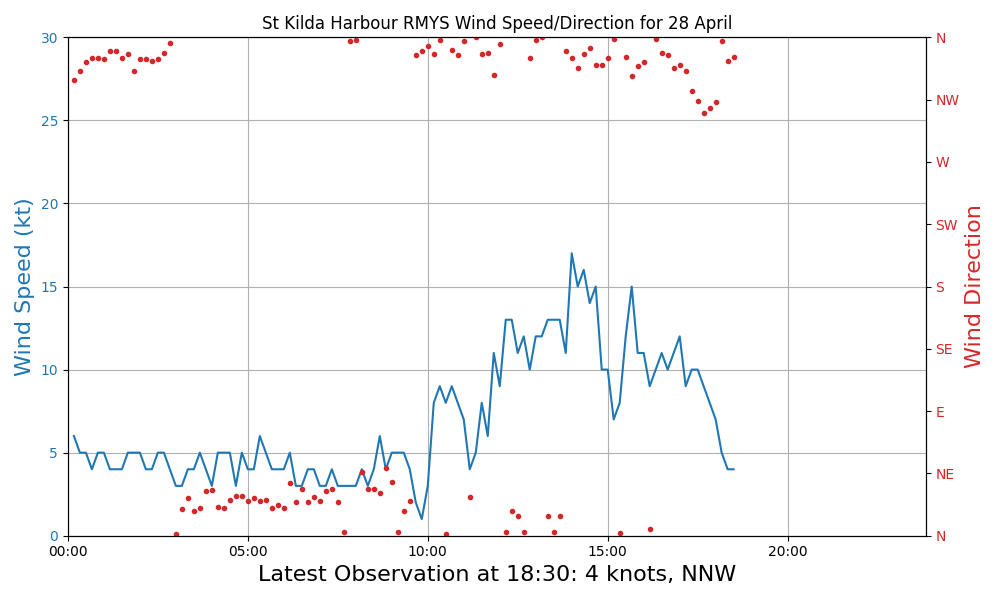 St Kilda Harbour RMYS Wind Speed/Direction for 28 April
30
25
20
15
10
5
0
Wind Speed (kt)
N
NW
W
SW
S
SE
E
NE
N
Wind Direction
00:00 05:00 10:00 15:00 20:00
Latest Observation at 18:30: 4 knots, NNW